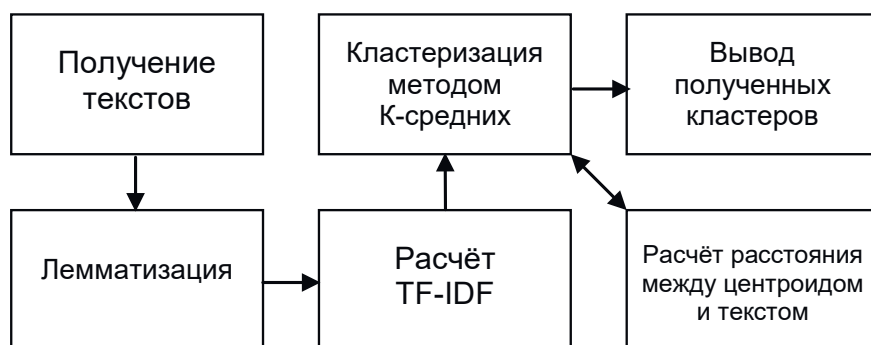 Получение
текстов
Кластеризация
методом
К-средних
Вывод
полученных
кластеров
Лемматизация
Расчёт
TF-IDF
Расчёт расстояния
между центроидом
и текстом